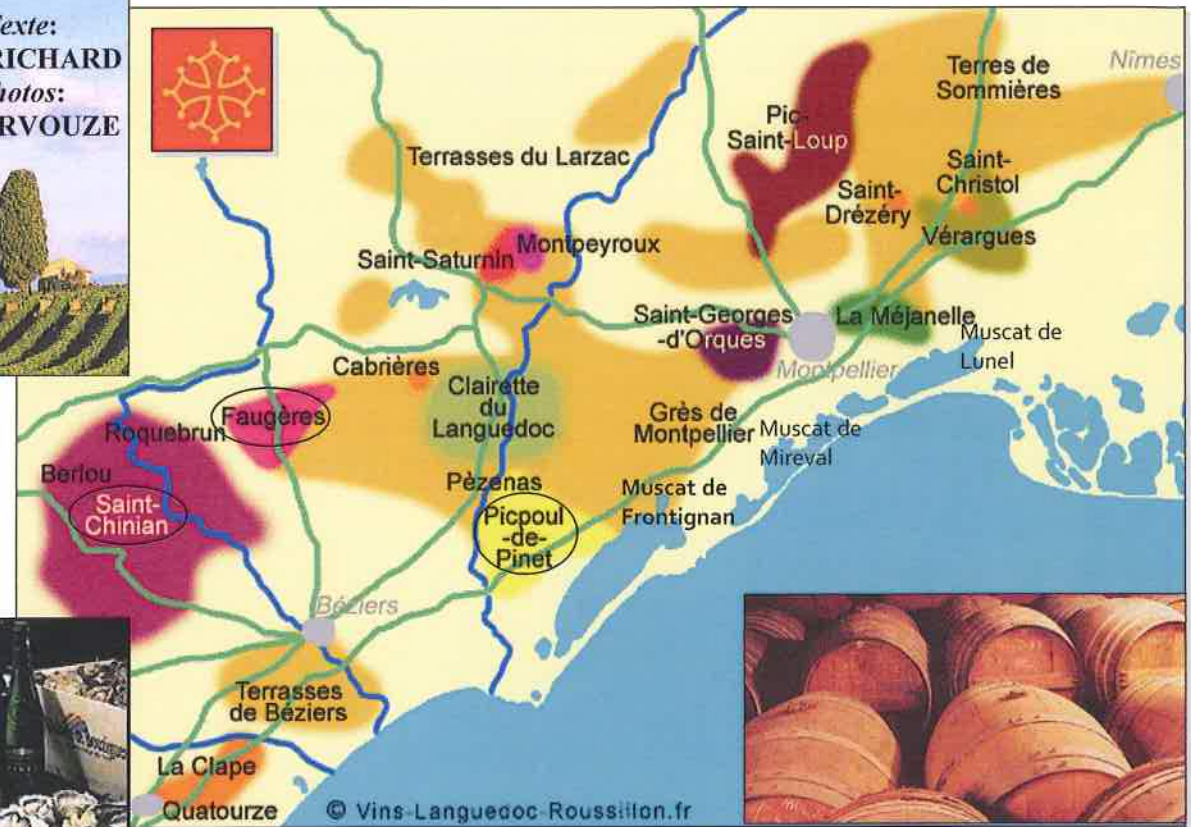 exte:
RICHARD
hotos:
RVOUZE
Nîmes
Terres de
Sommières
Pic-
Saint-Loup
Terrasses du Larzac
Saint-
Christol
Saint-
Drézéry
Vérargues
Montpeyroux
Saint-Saturnin
Saint-Georges
-d'Orques
La Méjanelle
Muscat de
Lunel
Montpellier
Cabrières
Clairette
du
Languedoc
Faugères
Grès de
Montpellier
Muscat de
Mireval
Roquebrun
Berlou
Saint-
Chinian
Pèzenas
Picpoul
-de-
Pinet
Muscat de
Frontignan
Béziers
Terrasses
de Béziers
La Clape
Quatourze
© Vins-Languedoc-Roussillon.fr